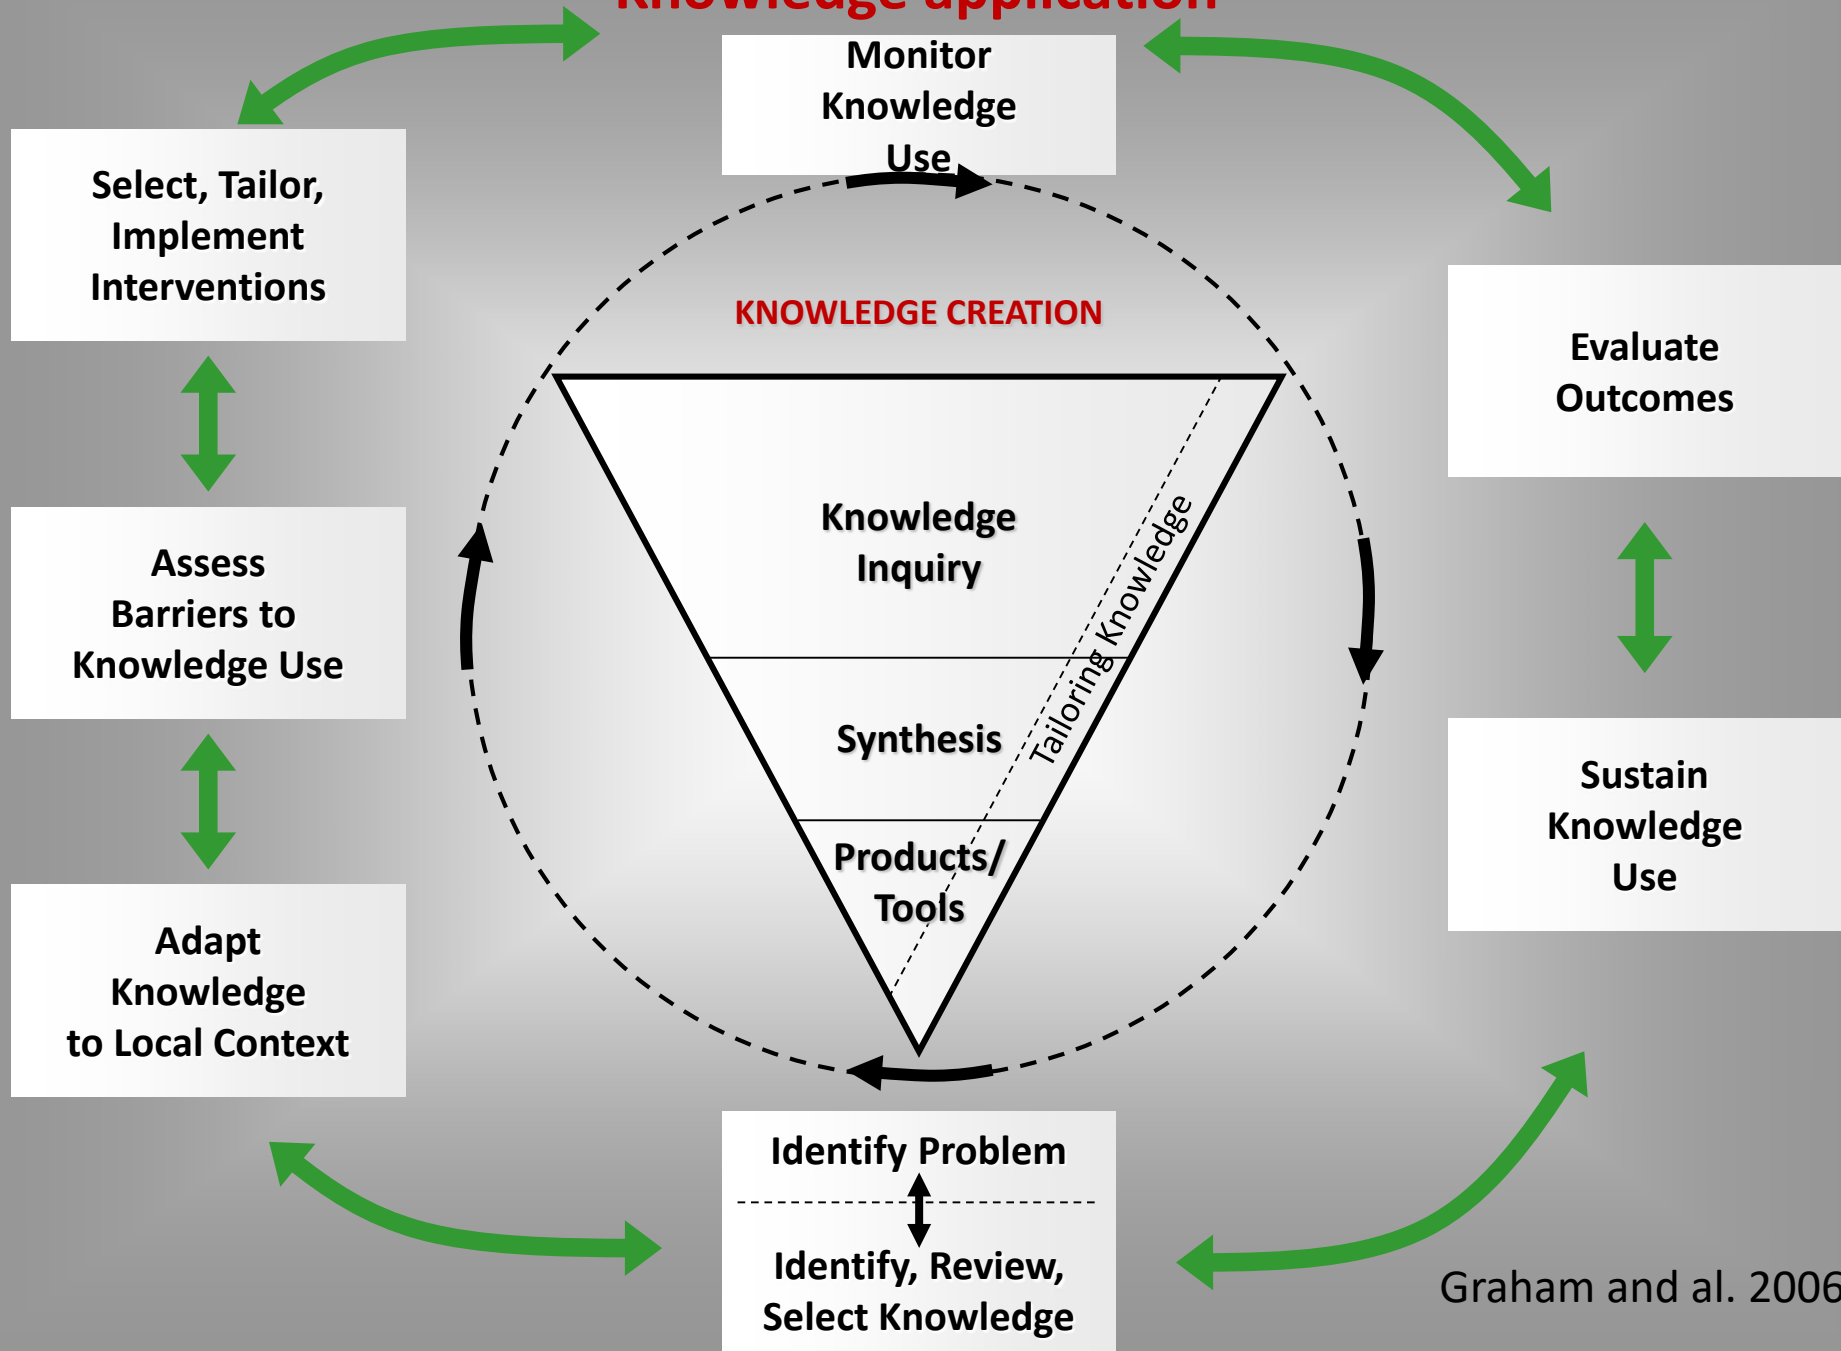 Knowledge application
Monitor
Knowledge
Use
Select, Tailor,
Implement
Interventions
KNOWLEDGE CREATION
Evaluate
Outcomes
Knowledge
Inquiry
Tailoring Knowledge
Assess
Barriers to
Knowledge Use
Synthesis
Sustain
Knowledge
Use
Products/
Tools
Adapt
Knowledge
to Local Context
Identify Problem
Identify, Review,
Select Knowledge
Graham and al. 2006